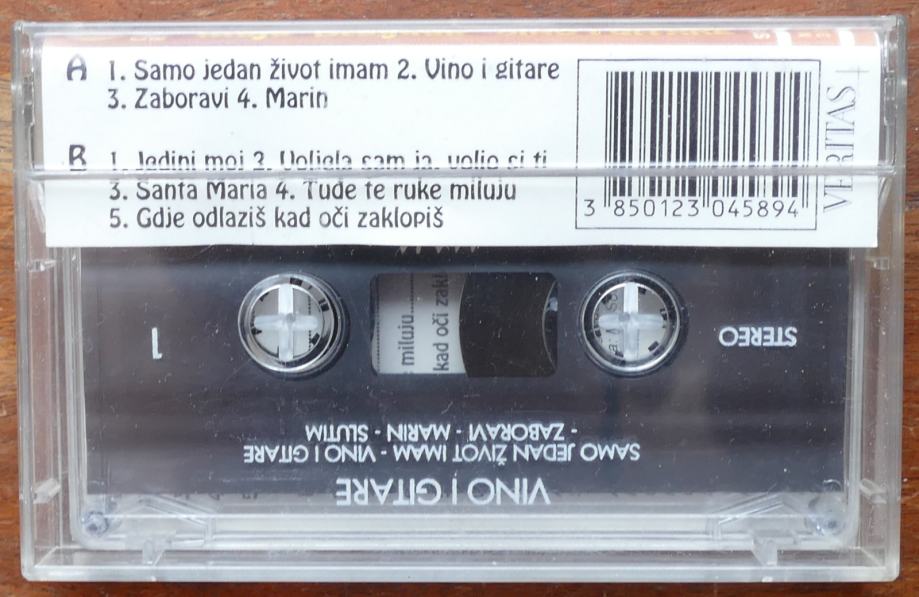 A 1. Samo jedan život imam 2. Vino i gitare
3. Zaboravi 4. Marin
B 1. Jedini moj 2. Voljela sam ja, volio si ti
3. Santa Maria 4. Tuđe te ruke miluju
5. Gdje odlaziš kad oči zaklopiš
3 850123 045894
VERITAS
miluju
kad oči zakl
1
STEREO
SAMO JEDAN ŽIVOT IMAM - VINO I GITARE
- ZABORAVI - MARIN - SLUTIM
VINO I GITARE